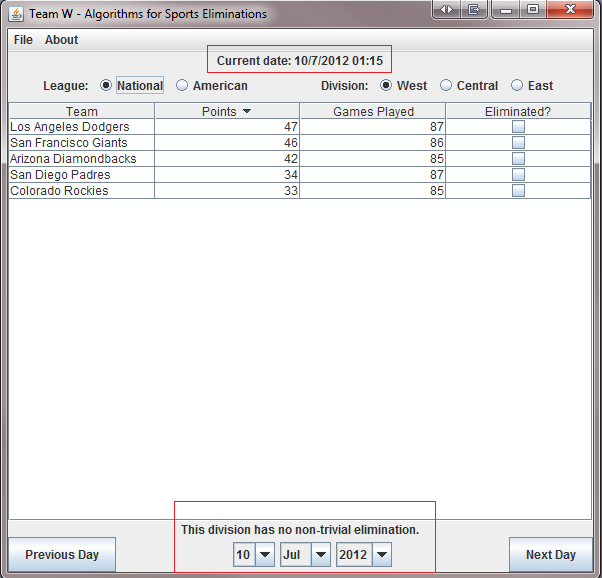 Team W - Algorithms for Sports Eliminations
File About
Current date: 10/7/2012 01:15
League: National American Division: West Central East
Team Points Games Played Eliminated?
Los Angeles Dodgers 47 87
San Francisco Giants 46 86
Arizona Diamondbacks 42 85
San Diego Padres 34 87
Colorado Rockies 33 85
This division has no non-trivial elimination.
Previous Day 10 Jul 2012 Next Day